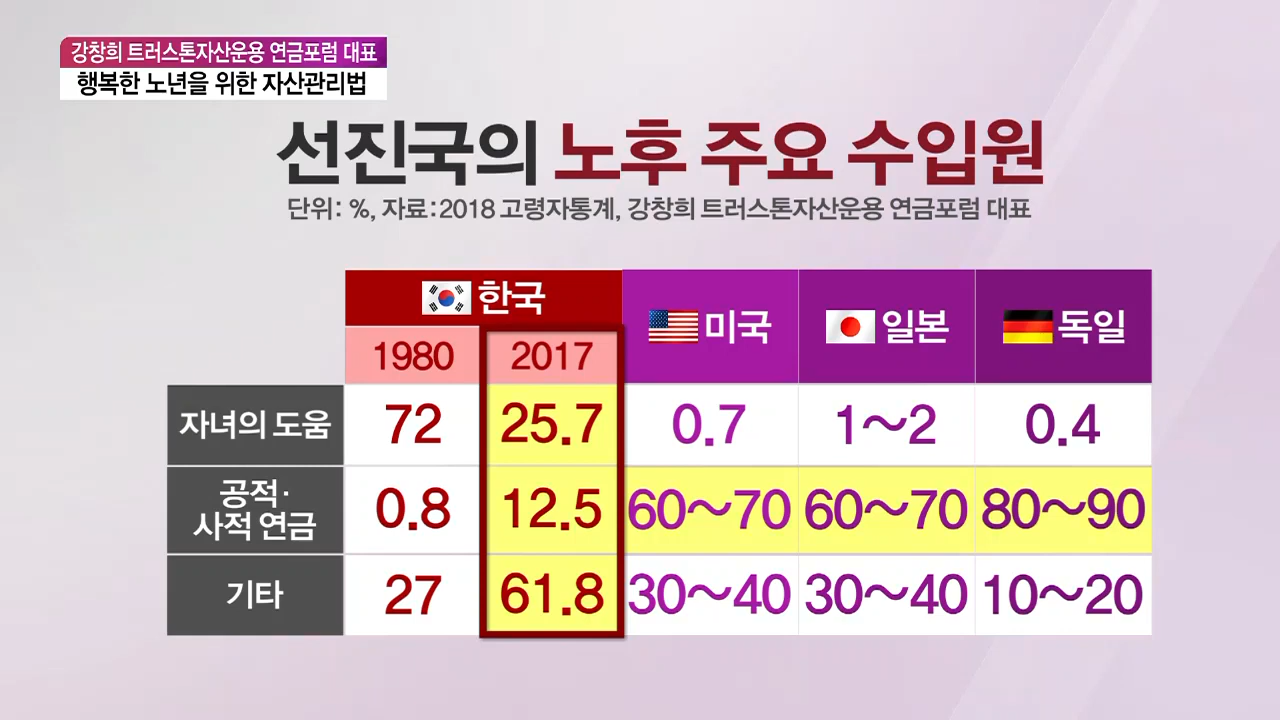 강창희 트러스톤자산운용 연금포럼 대표
행복한 노년을 위한 자산관리법
선진국의 노후 주요 수입원
단위: %, 자료:2018 고령자통계, 강창희 트러스톤자산운용 연금포럼 대표
한국 미국 일본 독일
1980 2017
자녀의 도움 72 25.7 0.7 1~2 0.4
공적·
사적 연금 0.8 12.5 60~70 60~70 80~90
기타 27 61.8 30~40 30~40 10~20